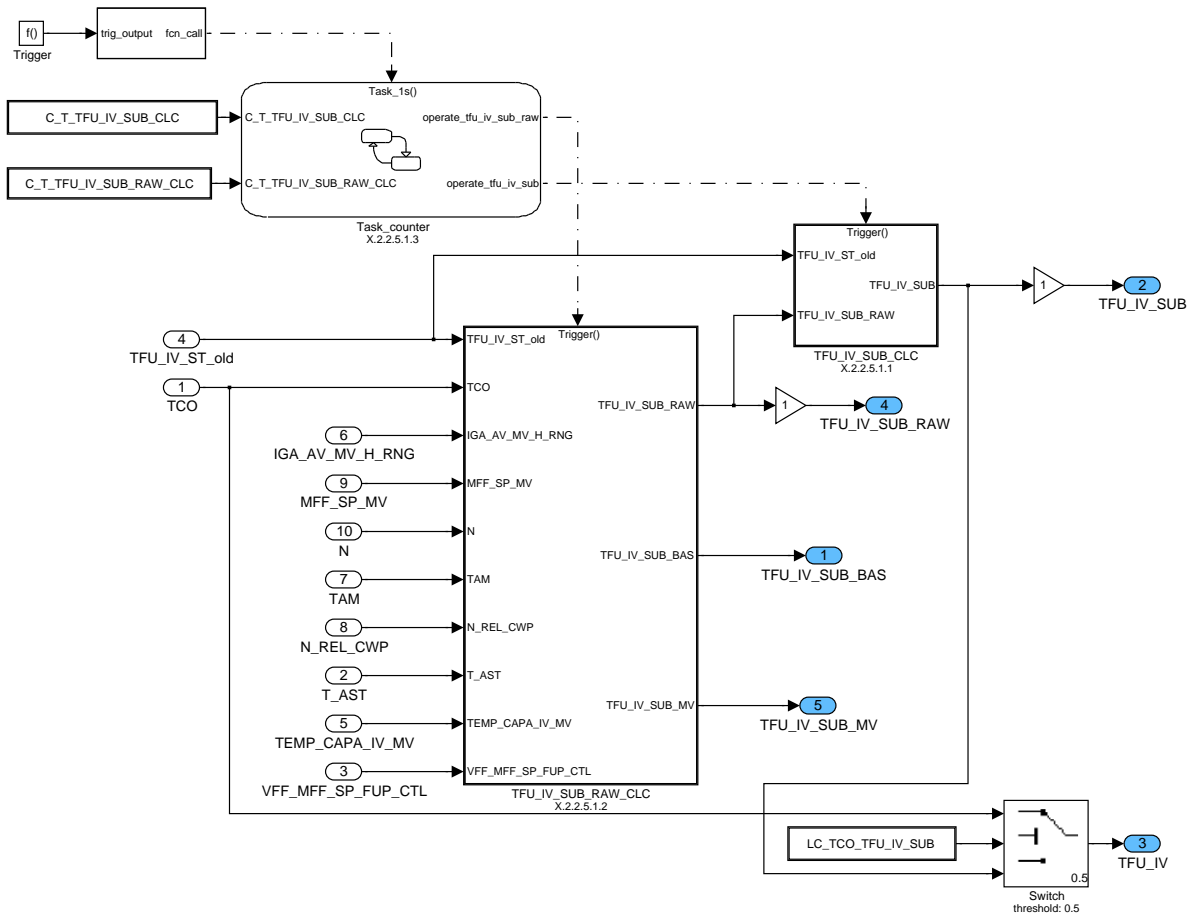 f()
Trigger
trig_output fcn_call
Task_1s()
C_T_TFU_IV_SUB_CLC
C_T_TFU_IV_SUB_CLC
operate_tfu_iv_sub_raw
C_T_TFU_IV_SUB_RAW_CLC
C_T_TFU_IV_SUB_RAW_CLC
operate_tfu_iv_sub
Task_counter
X.2.2.5.1.3
Trigger()
TFU_IV_ST_old
TFU_IV_SUB
TFU_IV_SUB_RAW
TFU_IV_SUB_CLC
X.2.2.5.1.1
1
2
TFU_IV_SUB
Trigger()
4
TFU_IV_ST_old
TFU_IV_ST_old
1
TCO
TCO
TFU_IV_SUB_RAW
1
4
TFU_IV_SUB_RAW
6
IGA_AV_MV_H_RNG
IGA_AV_MV_H_RNG
9
MFF_SP_MV
MFF_SP_MV
10
N
N
TFU_IV_SUB_BAS
1
TFU_IV_SUB_BAS
7
TAM
TAM
8
N_REL_CWP
N_REL_CWP
2
T_AST
T_AST
TFU_IV_SUB_MV
5
TFU_IV_SUB_MV
5
TEMP_CAPA_IV_MV
TEMP_CAPA_IV_MV
3
VFF_MFF_SP_FUP_CTL
VFF_MFF_SP_FUP_CTL
TFU_IV_SUB_RAW_CLC
X.2.2.5.1.2
LC_TCO_TFU_IV_SUB
0.5
Switch
threshold: 0.5
3
TFU_IV